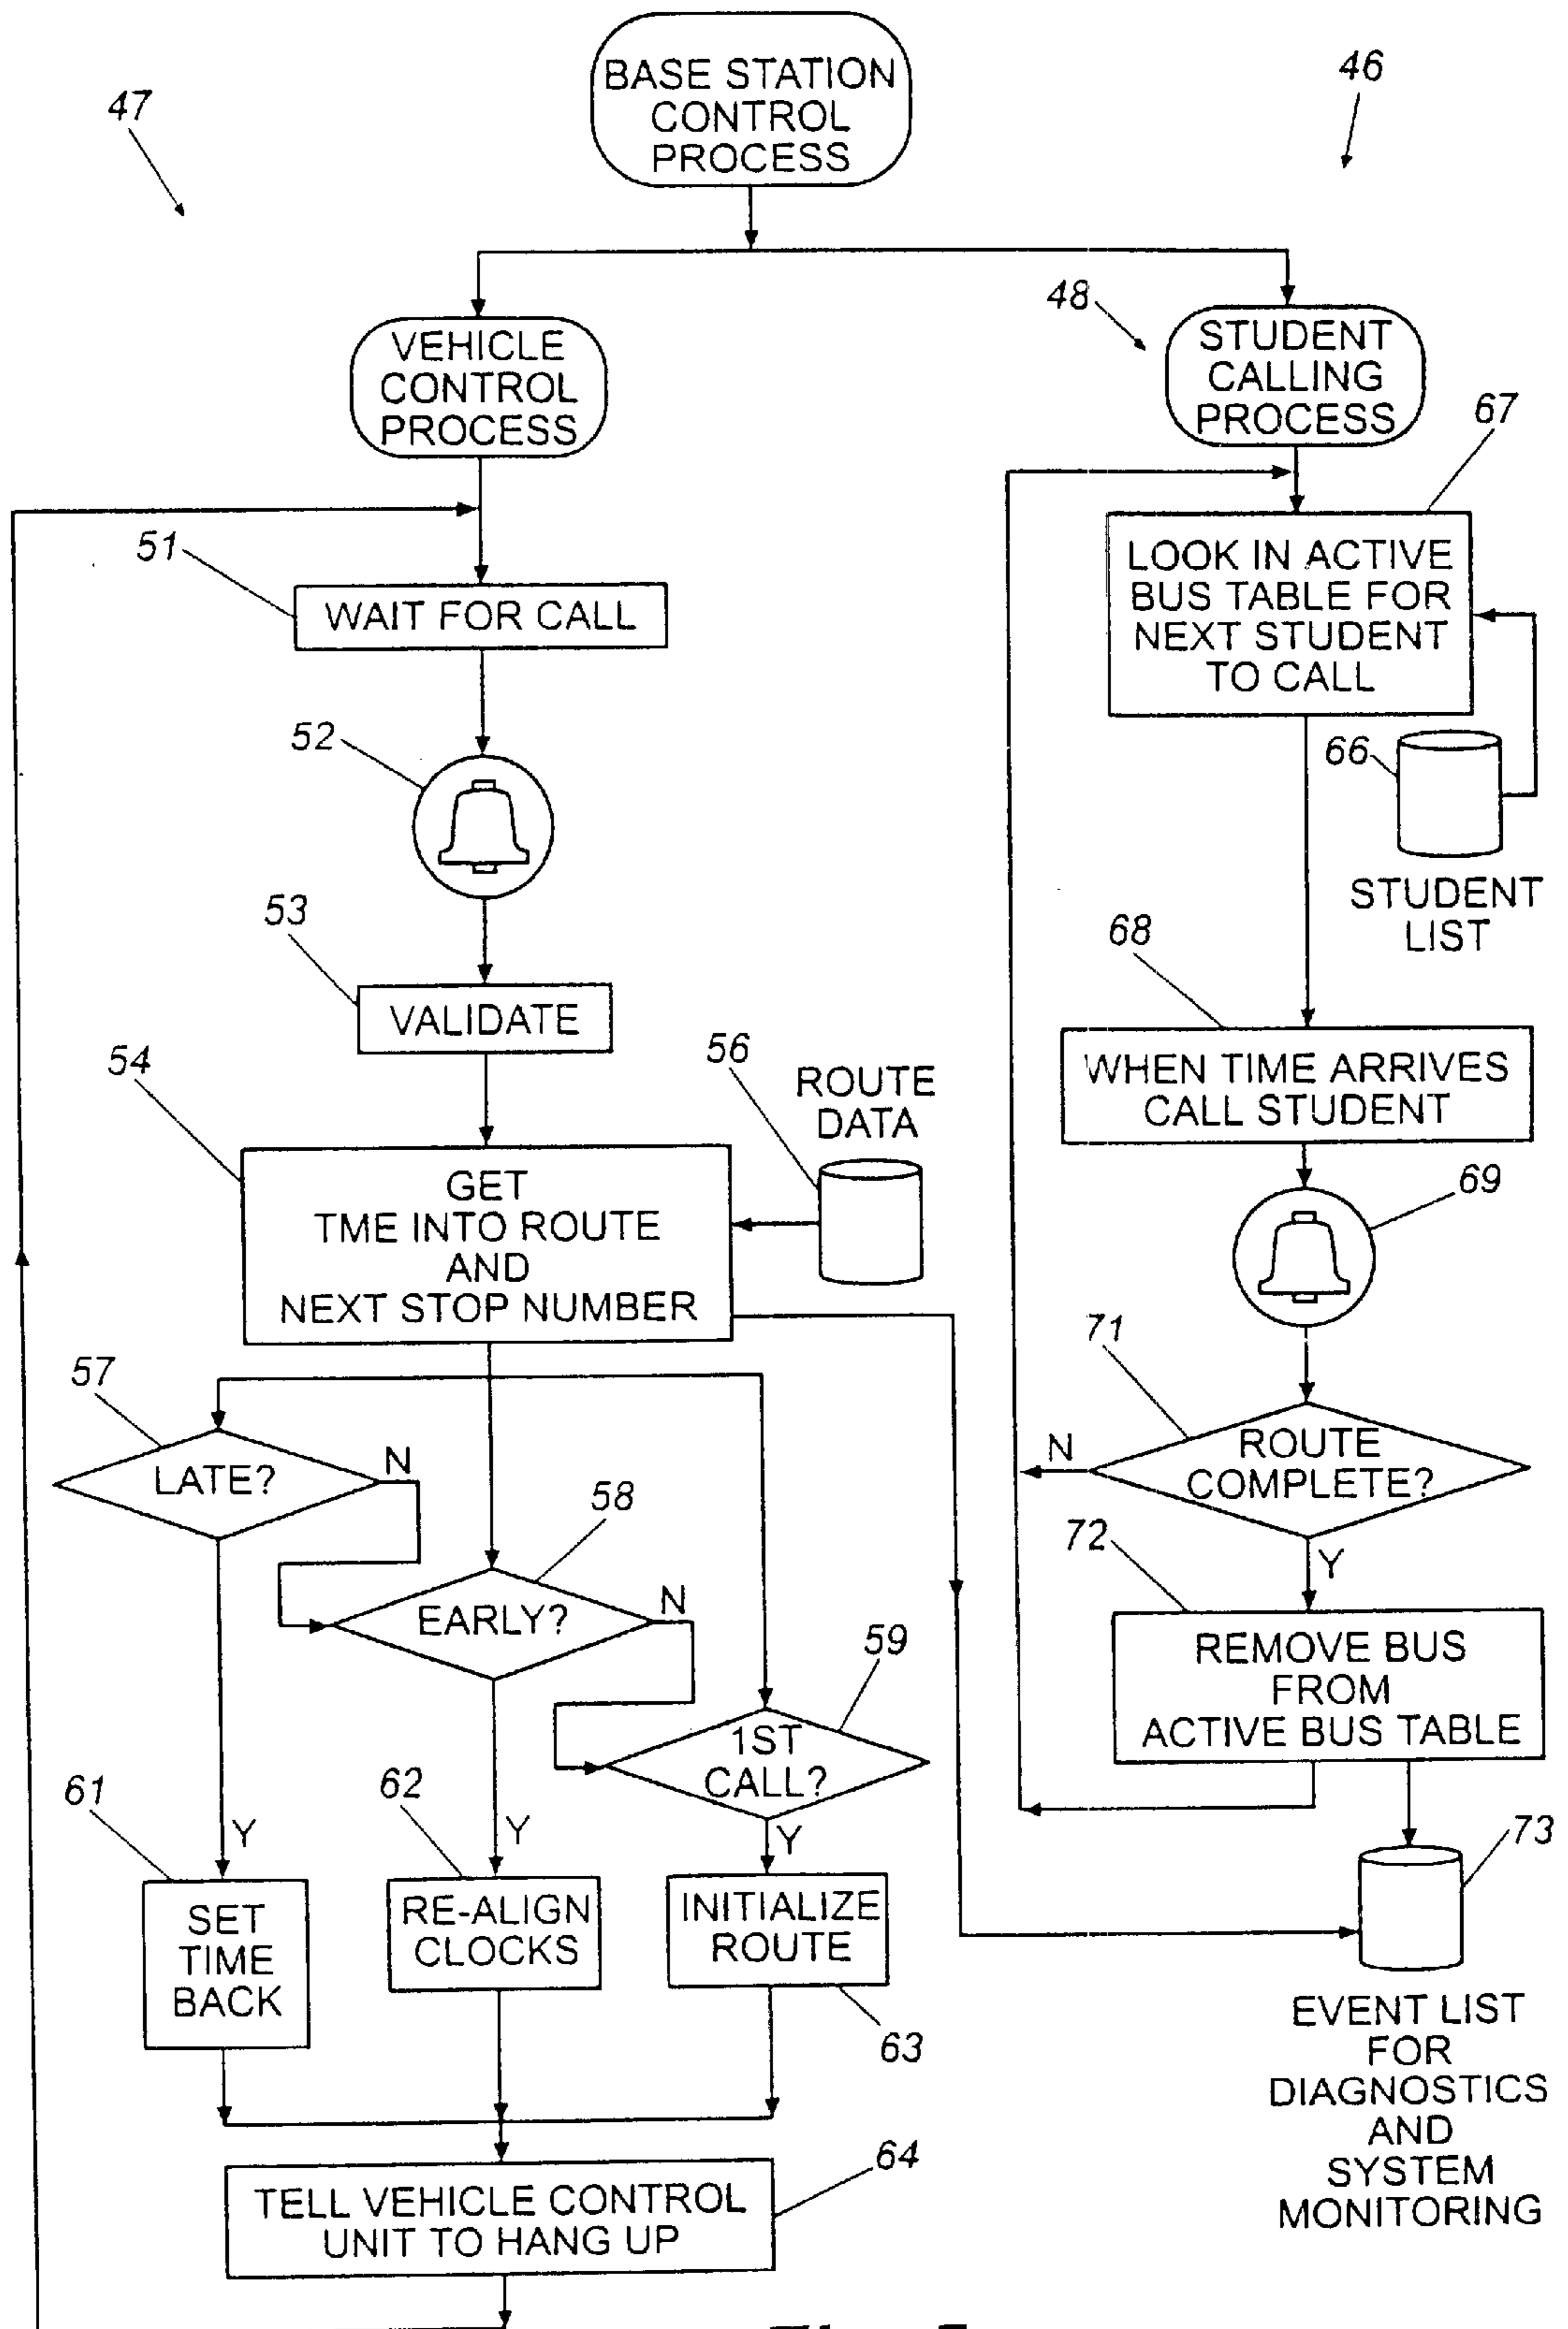 BASE STATION
CONTROL
PROCESS
47
46
VEHICLE
CONTROL
PROCESS
48
STUDENT
CALLING
PROCESS
67
51
WAIT FOR CALL
LOOK IN ACTIVE
BUS TABLE FOR
NEXT STUDENT
TO CALL
52
66
STUDENT
LIST
53
VALIDATE
68
WHEN TIME ARRIVES
CALL STUDENT
54
56
ROUTE
DATA
GET
TME INTO ROUTE
AND
NEXT STOP NUMBER
69
57
LATE?
N
71
ROUTE
COMPLETE?
N
Y
58
EARLY?
N
72
REMOVE BUS
FROM
ACTIVE BUS TABLE
59
1ST
CALL?
61
Y
62
Y
Y
73
SET
TIME
BACK
RE-ALIGN
CLOCKS
INITIALIZE
ROUTE
63
EVENT LIST
FOR
DIAGNOSTICS
AND
SYSTEM
MONITORING
64
TELL VEHICLE CONTROL
UNIT TO HANG UP